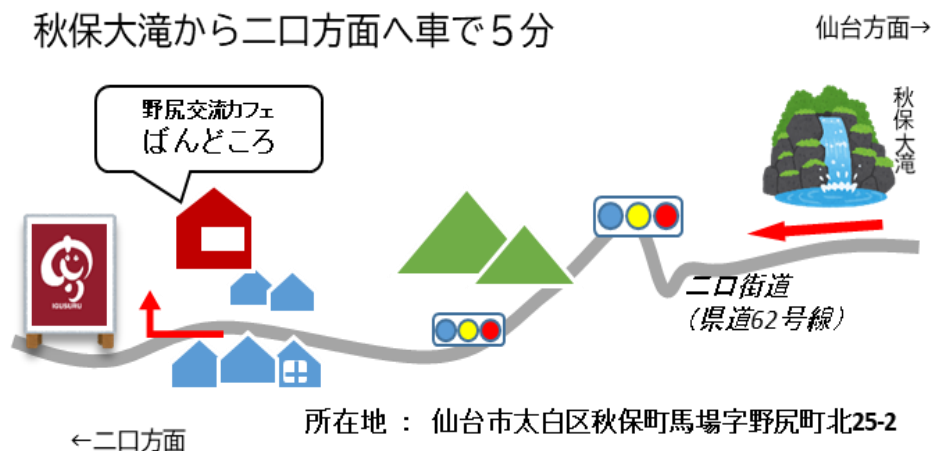 秋保大滝から二口方面へ車で５分
仙台方面→
秋保大滝
野尻交流カフェ
ばんどころ
IGUSURU
二口街道
（県道62号線）
所在地 ： 仙台市太白区秋保町馬場字野尻町北25-2
←二口方面